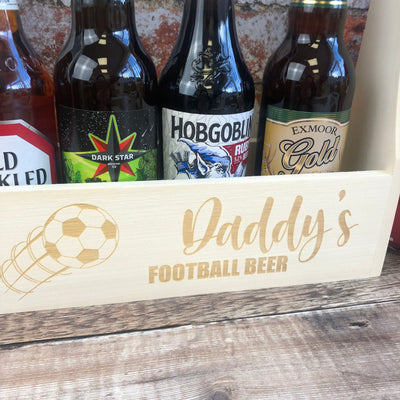 LD
KLED
DARK STAR
HOBGOBLIN
EXMOOR
Gold
Daddy's
FOOTBALL BEER